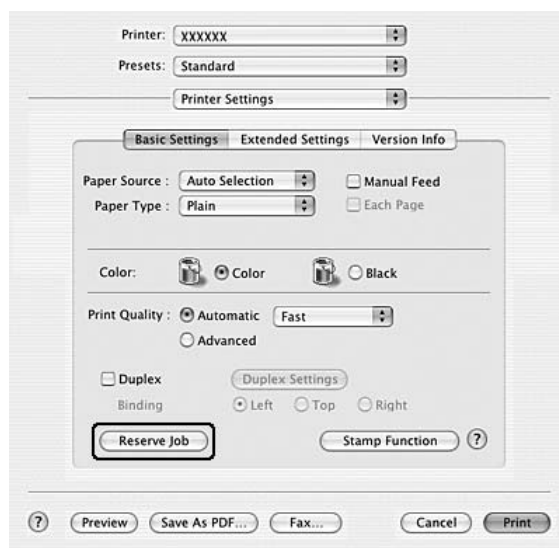 Printer: XXXXXX
Presets: Standard
Printer Settings
Basic Settings Extended Settings Version Info
Paper Source : Auto Selection Manual Feed
Paper Type : Plain Each Page
Color: Color Black
Print Quality : Automatic Fast
Advanced
Duplex Duplex Settings
Binding Left Top Right
Reserve Job Stamp Function ?
? Preview Save As PDF... Fax... Cancel Print